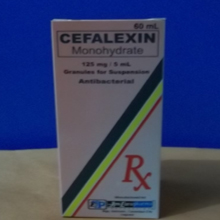 60 mL
CEFALEXIN
Monohydrate
125 mg / 5 mL
Granules for Suspension
Antibacterial
Rx